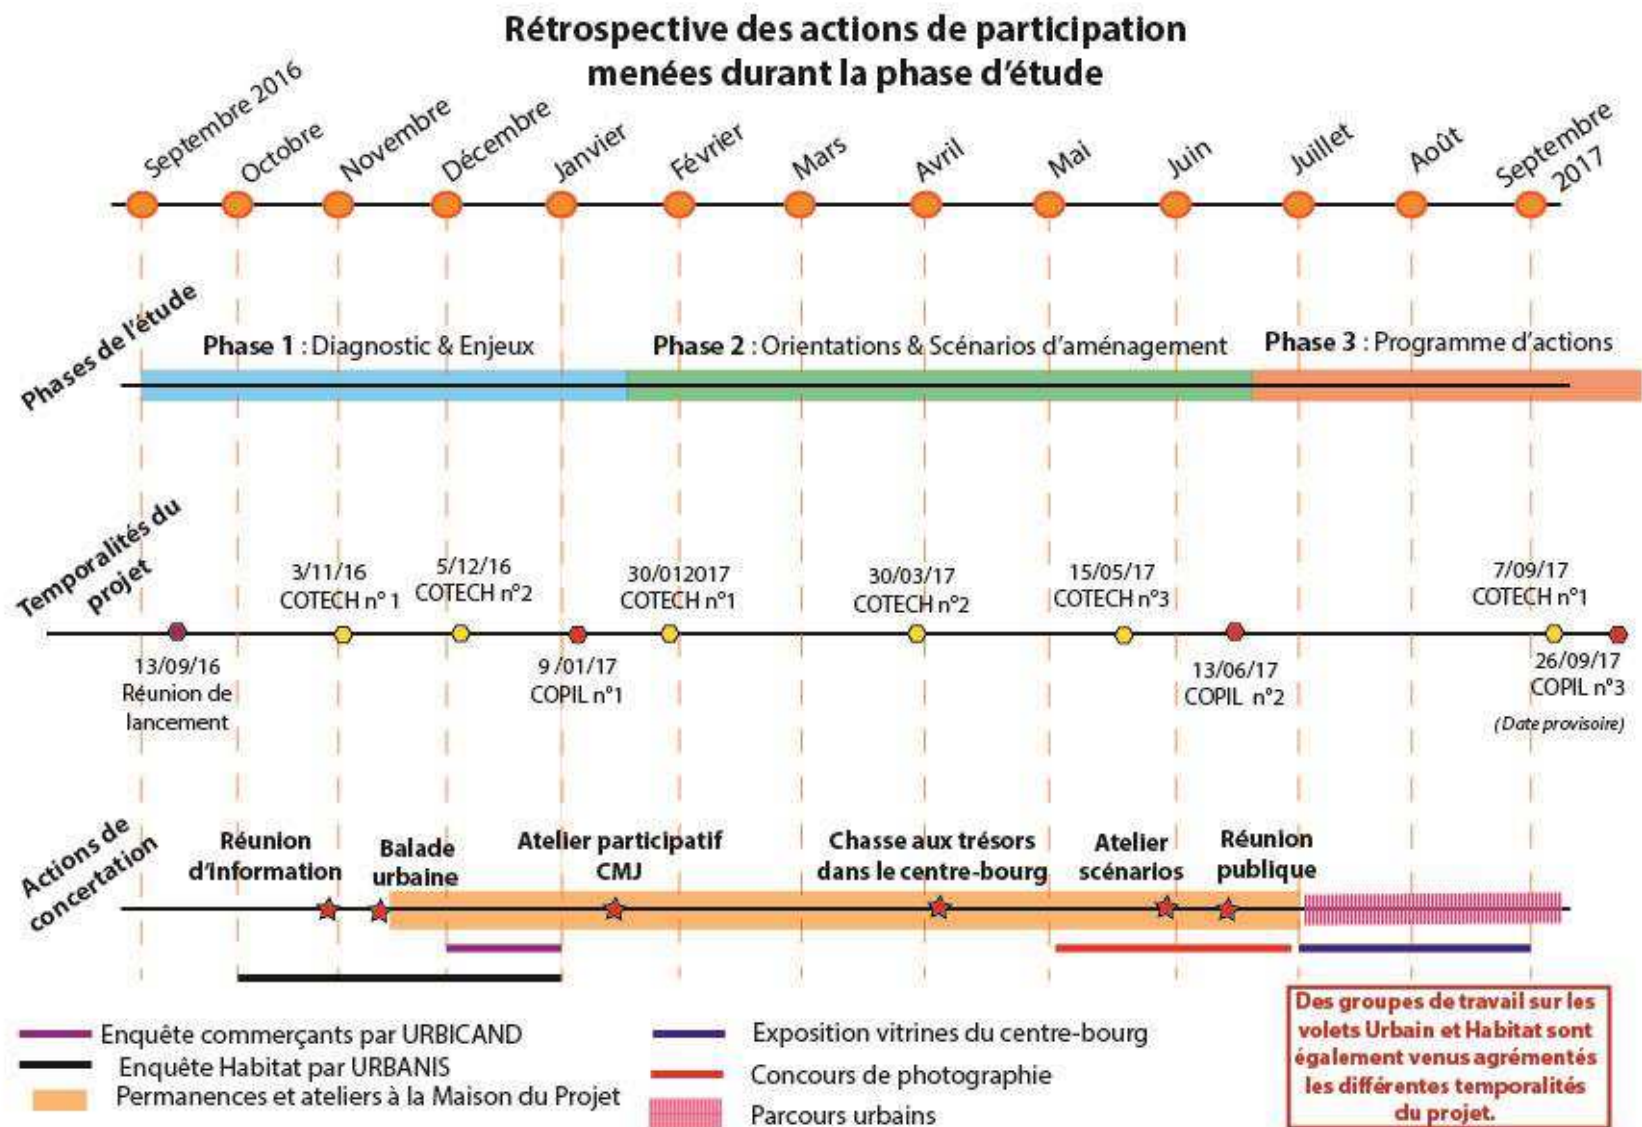 Rétrospective des actions de participation
menées durant la phase d'étude
Septembre 2016
Octobre
Novembre
Décembre
Janvier
Février
Mars
Avril
Mai
Juin
Juillet
Août
Septembre
2017
Phases de l'étude
Phase 1 : Diagnostic & Enjeux
Phase 2 : Orientations & Scénarios d'aménagement
Phase 3 : Programme d'actions
Temporalités du
projet
3/11/16
COTECH n° 1
5/12/16
COTECH n°2
30/012017
COTECH n°1
30/03/17
COTECH n°2
15/05/17
COTECH n°3
7/09/17
COTECH n°1
13/09/16
Réunion de
lancement
9 /01/17
COPIL n°1
13/06/17
COPIL n°2
26/09/17
COPIL n°3
(Date provisoire)
Actions de
concertation
Réunion
d'information
Balade
urbaine
Atelier participatif
CMJ
Chasse aux trésors
dans le centre-bourg
Atelier
scénarios
Réunion
publique
Enquête commerçants par URBICAND
Enquête Habitat par URBANIS
Permanences et ateliers à la Maison du Projet
Exposition vitrines du centre-bourg
Concours de photographie
Parcours urbains
Des groupes de travail sur les
volets Urbain et Habitat sont
également venus agrémentés
les différentes temporalités
du projet.